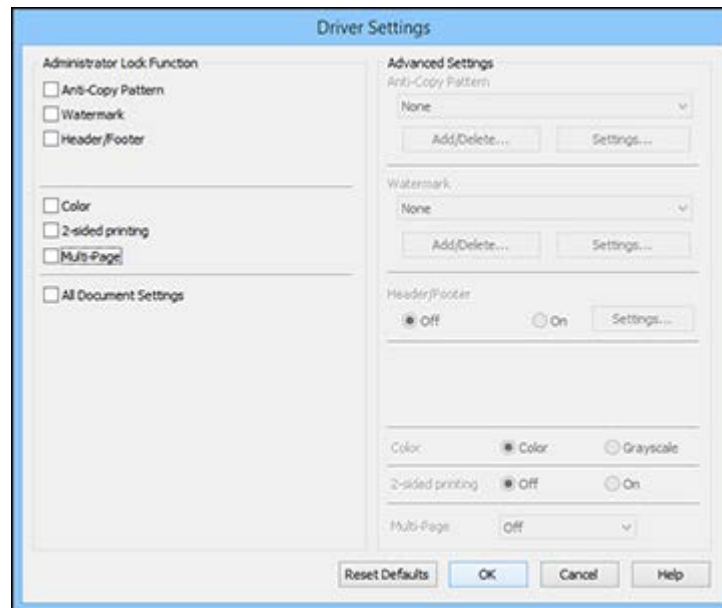 Driver Settings
Administrator Lock Function
Anti-Copy Pattern
Watermark
Header/Footer
Color
2-sided printing
Multi-Page
All Document Settings
Advanced Settings
Anti-Copy Pattern
None
Add/Delete... Settings...
Watermark
None
Add/Delete... Settings...
Header/Footer
Off On Settings...
Color Color Grayscale
2-sided printing Off On
Multi-Page Off
Reset Defaults OK Cancel Help